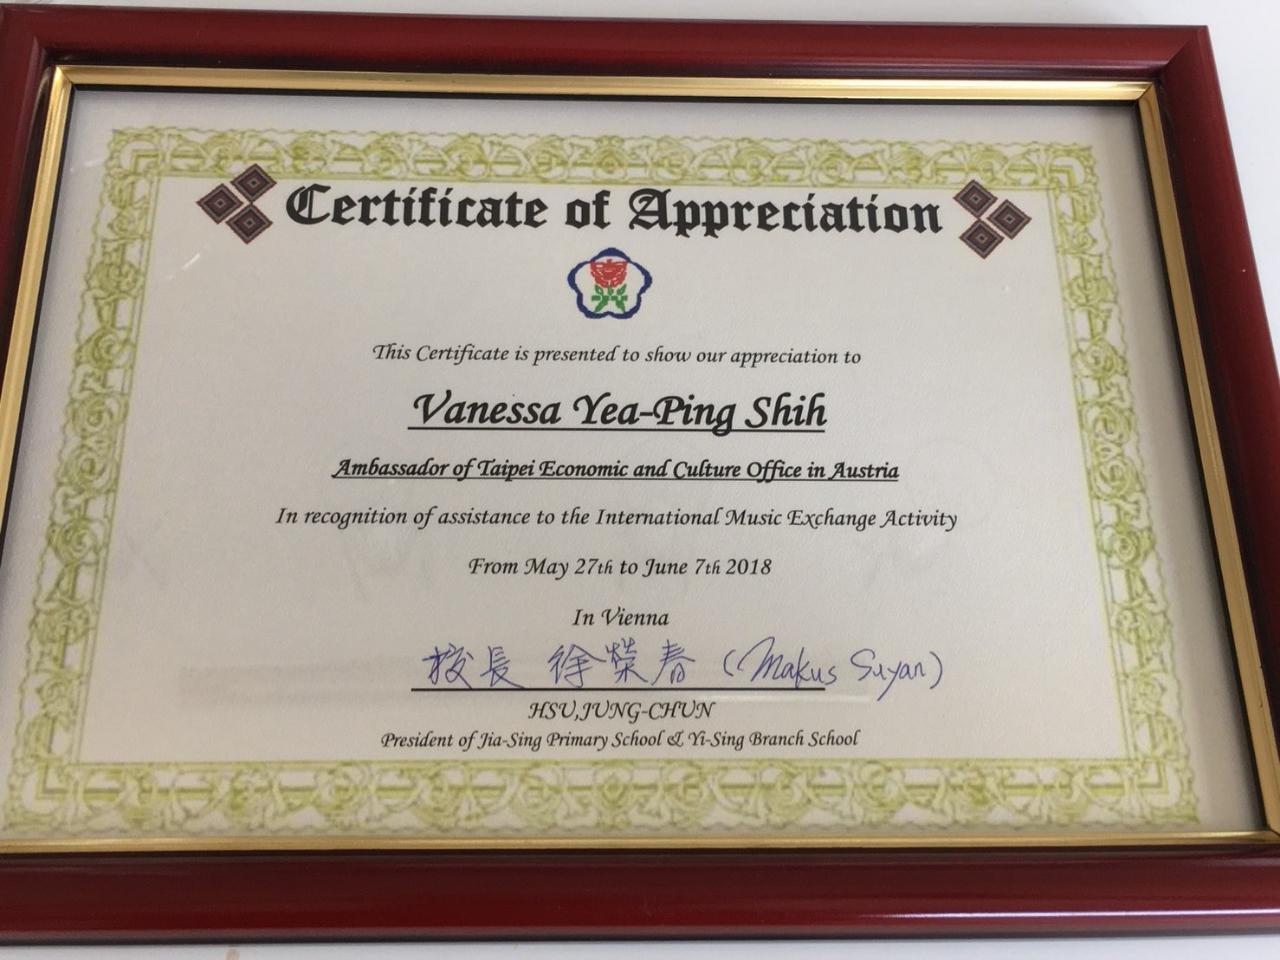 Certificate of Appreciation
This Certificate is presented to show our appreciation to
Vanessa Yea-Ping Shih
Ambassador of Taipei Economic and Culture Office in Austria
In recognition of assistance to the International Music Exchange Activity
From May 27th to June 7th 2018
In Vienna
校長 徐榮春 (Makus Suyan)
HSU,JUNG-CHUN
President of Jia-Sing Primary School & Yi-Sing Branch School